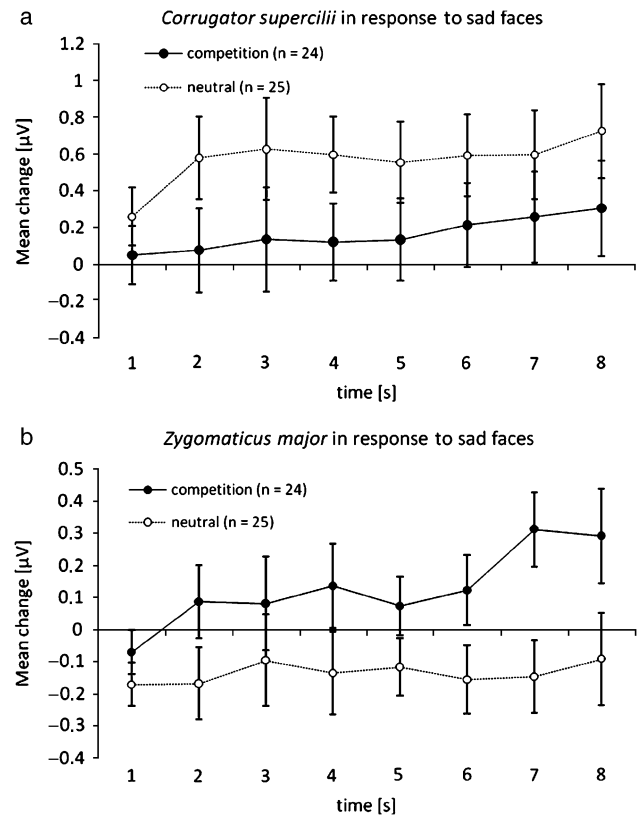 a
Corrugator supercilii in response to sad faces
1.2
1
0.8
0.6
0.4
0.2
0
−0.2
−0.4
Mean change [µV]
competition (n = 24)
neutral (n = 25)
1 2 3 4 5 6 7 8
time [s]
b
Zygomaticus major in response to sad faces
0.5
0.4
0.3
0.2
0.1
0
−0.1
−0.2
−0.3
−0.4
Mean change [µV]
competition (n = 24)
neutral (n = 25)
1 2 3 4 5 6 7 8
time [s]